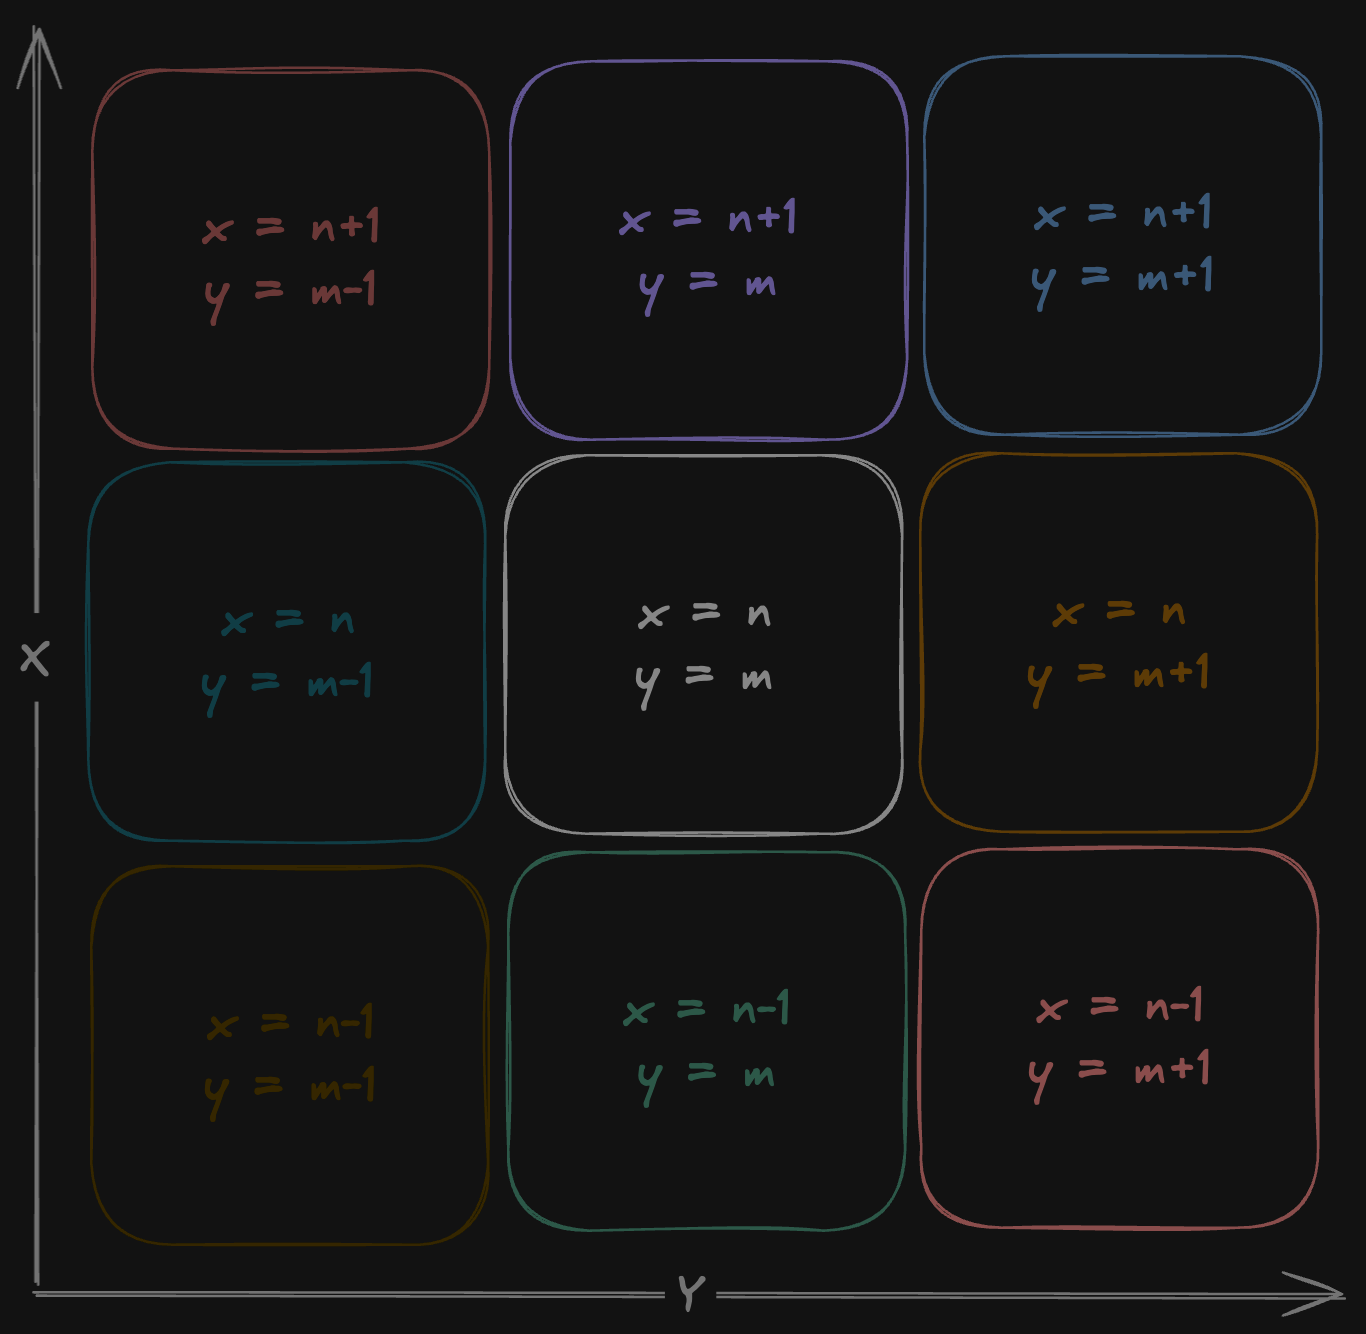 x = n+1
y = m-1
x = n+1
y = m
x = n+1
y = m+1
x = n
y = m-1
x = n
y = m
x = n
y = m+1
X
x = n-1
y = m-1
x = n-1
y = m
x = n-1
y = m+1
Y